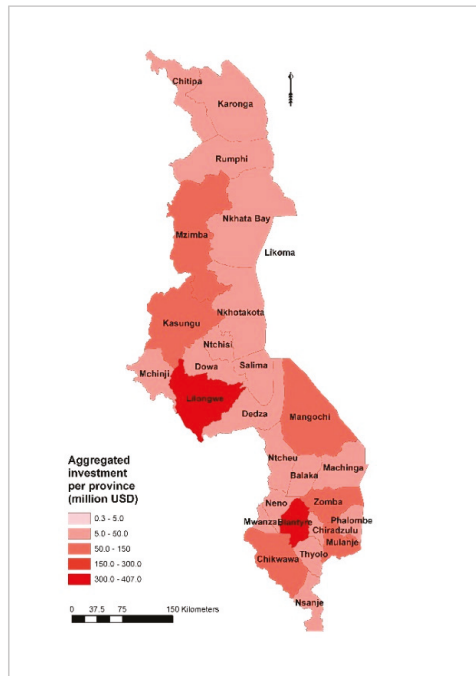 Chitipa
Karonga
Rumphi
Nkhata Bay
Mzimba
Likoma
Nkhotakota
Kasungu
Ntchisi
Dowa
Salima
Mchinji
Lilongwe
Dedza
Mangochi
Ntcheu
Machinga
Balaka
Neno
Zomba
Mwanza
Blantyre
Phalombe
Chiradzulu
Mulanje
Chikwawa
Thyolo
Nsanje
Aggregated
investment
per province
(million USD)
0.3 - 5.0
5.0 - 50.0
50.0 - 150
150.0 - 300.0
300.0 - 407.0
0 37.5 75 150 Kilometers